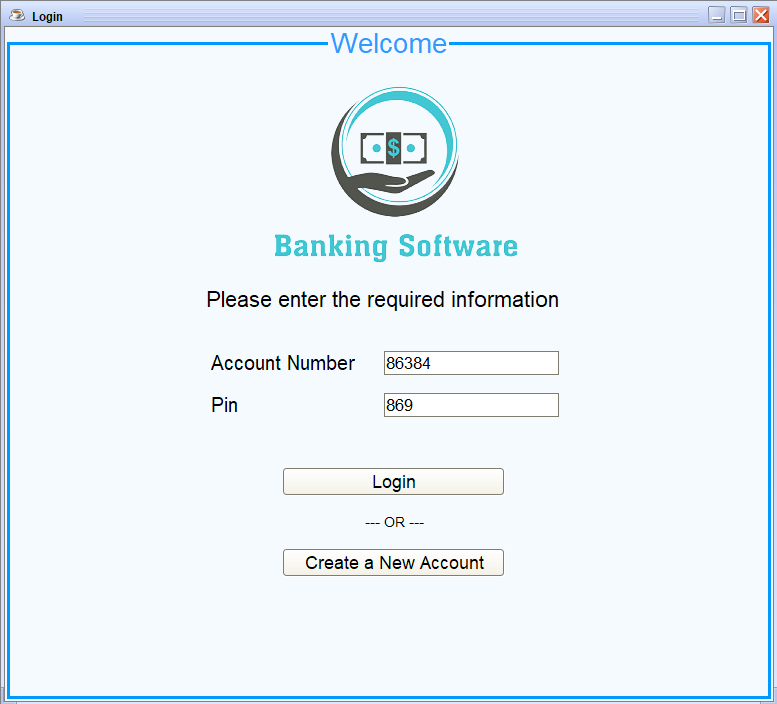 Login
Welcome
$
Banking Software
Please enter the required information
Account Number 86384
Pin 869
Login
--- OR ---
Create a New Account